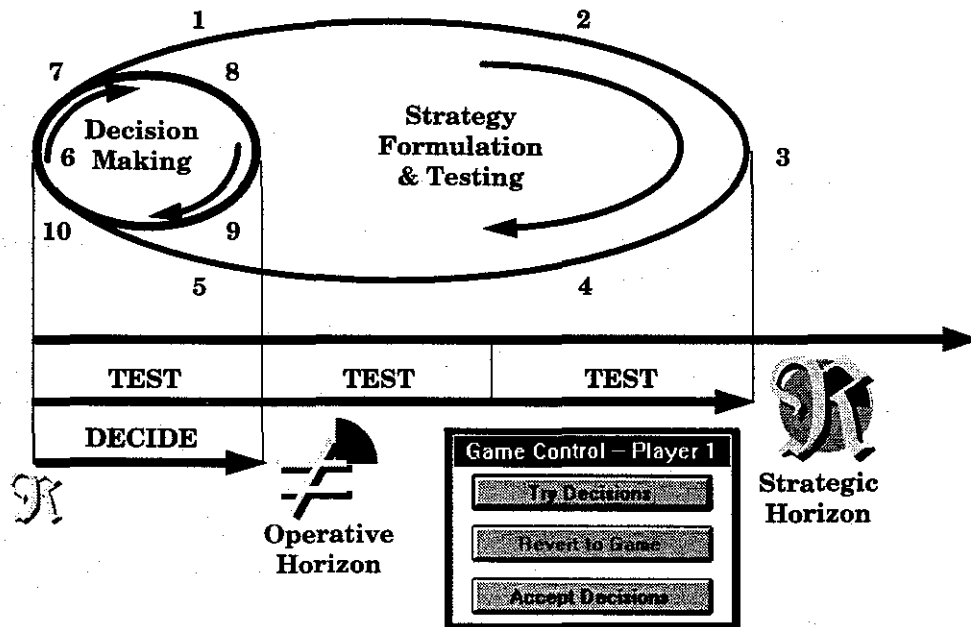 1
2
7
8
Decision
Making
Strategy
Formulation
& Testing
6
3
10
9
5
4
TEST
TEST
TEST
DECIDE
Game Control – Player 1
Try Decisions
Revert to Game
Accept Decisions
Operative
Horizon
Strategic
Horizon